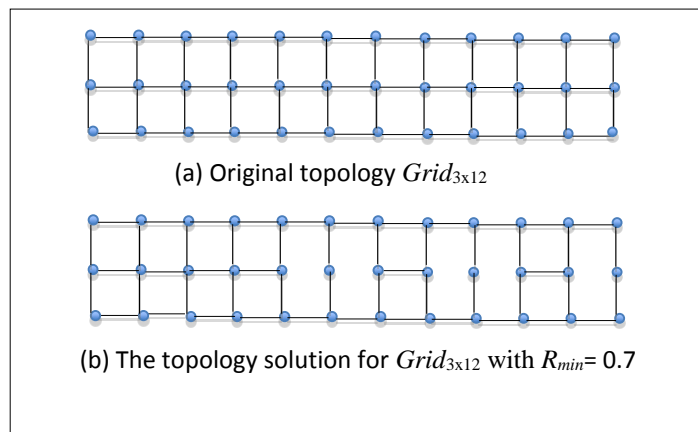 (a) Original topology Grid3x12
(b) The topology solution for Grid3x12 with Rmin= 0.7